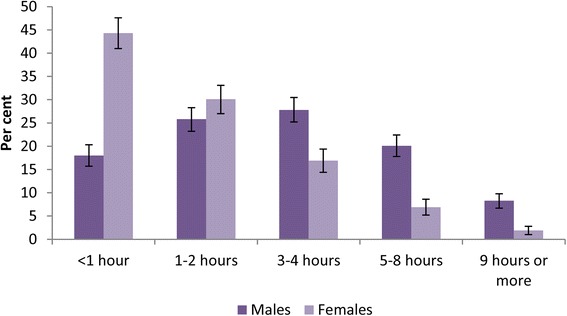 Per cent
50
45
40
35
30
25
20
15
10
5
0
<1 hour
1-2 hours
3-4 hours
5-8 hours
9 hours or
more
Males
Females